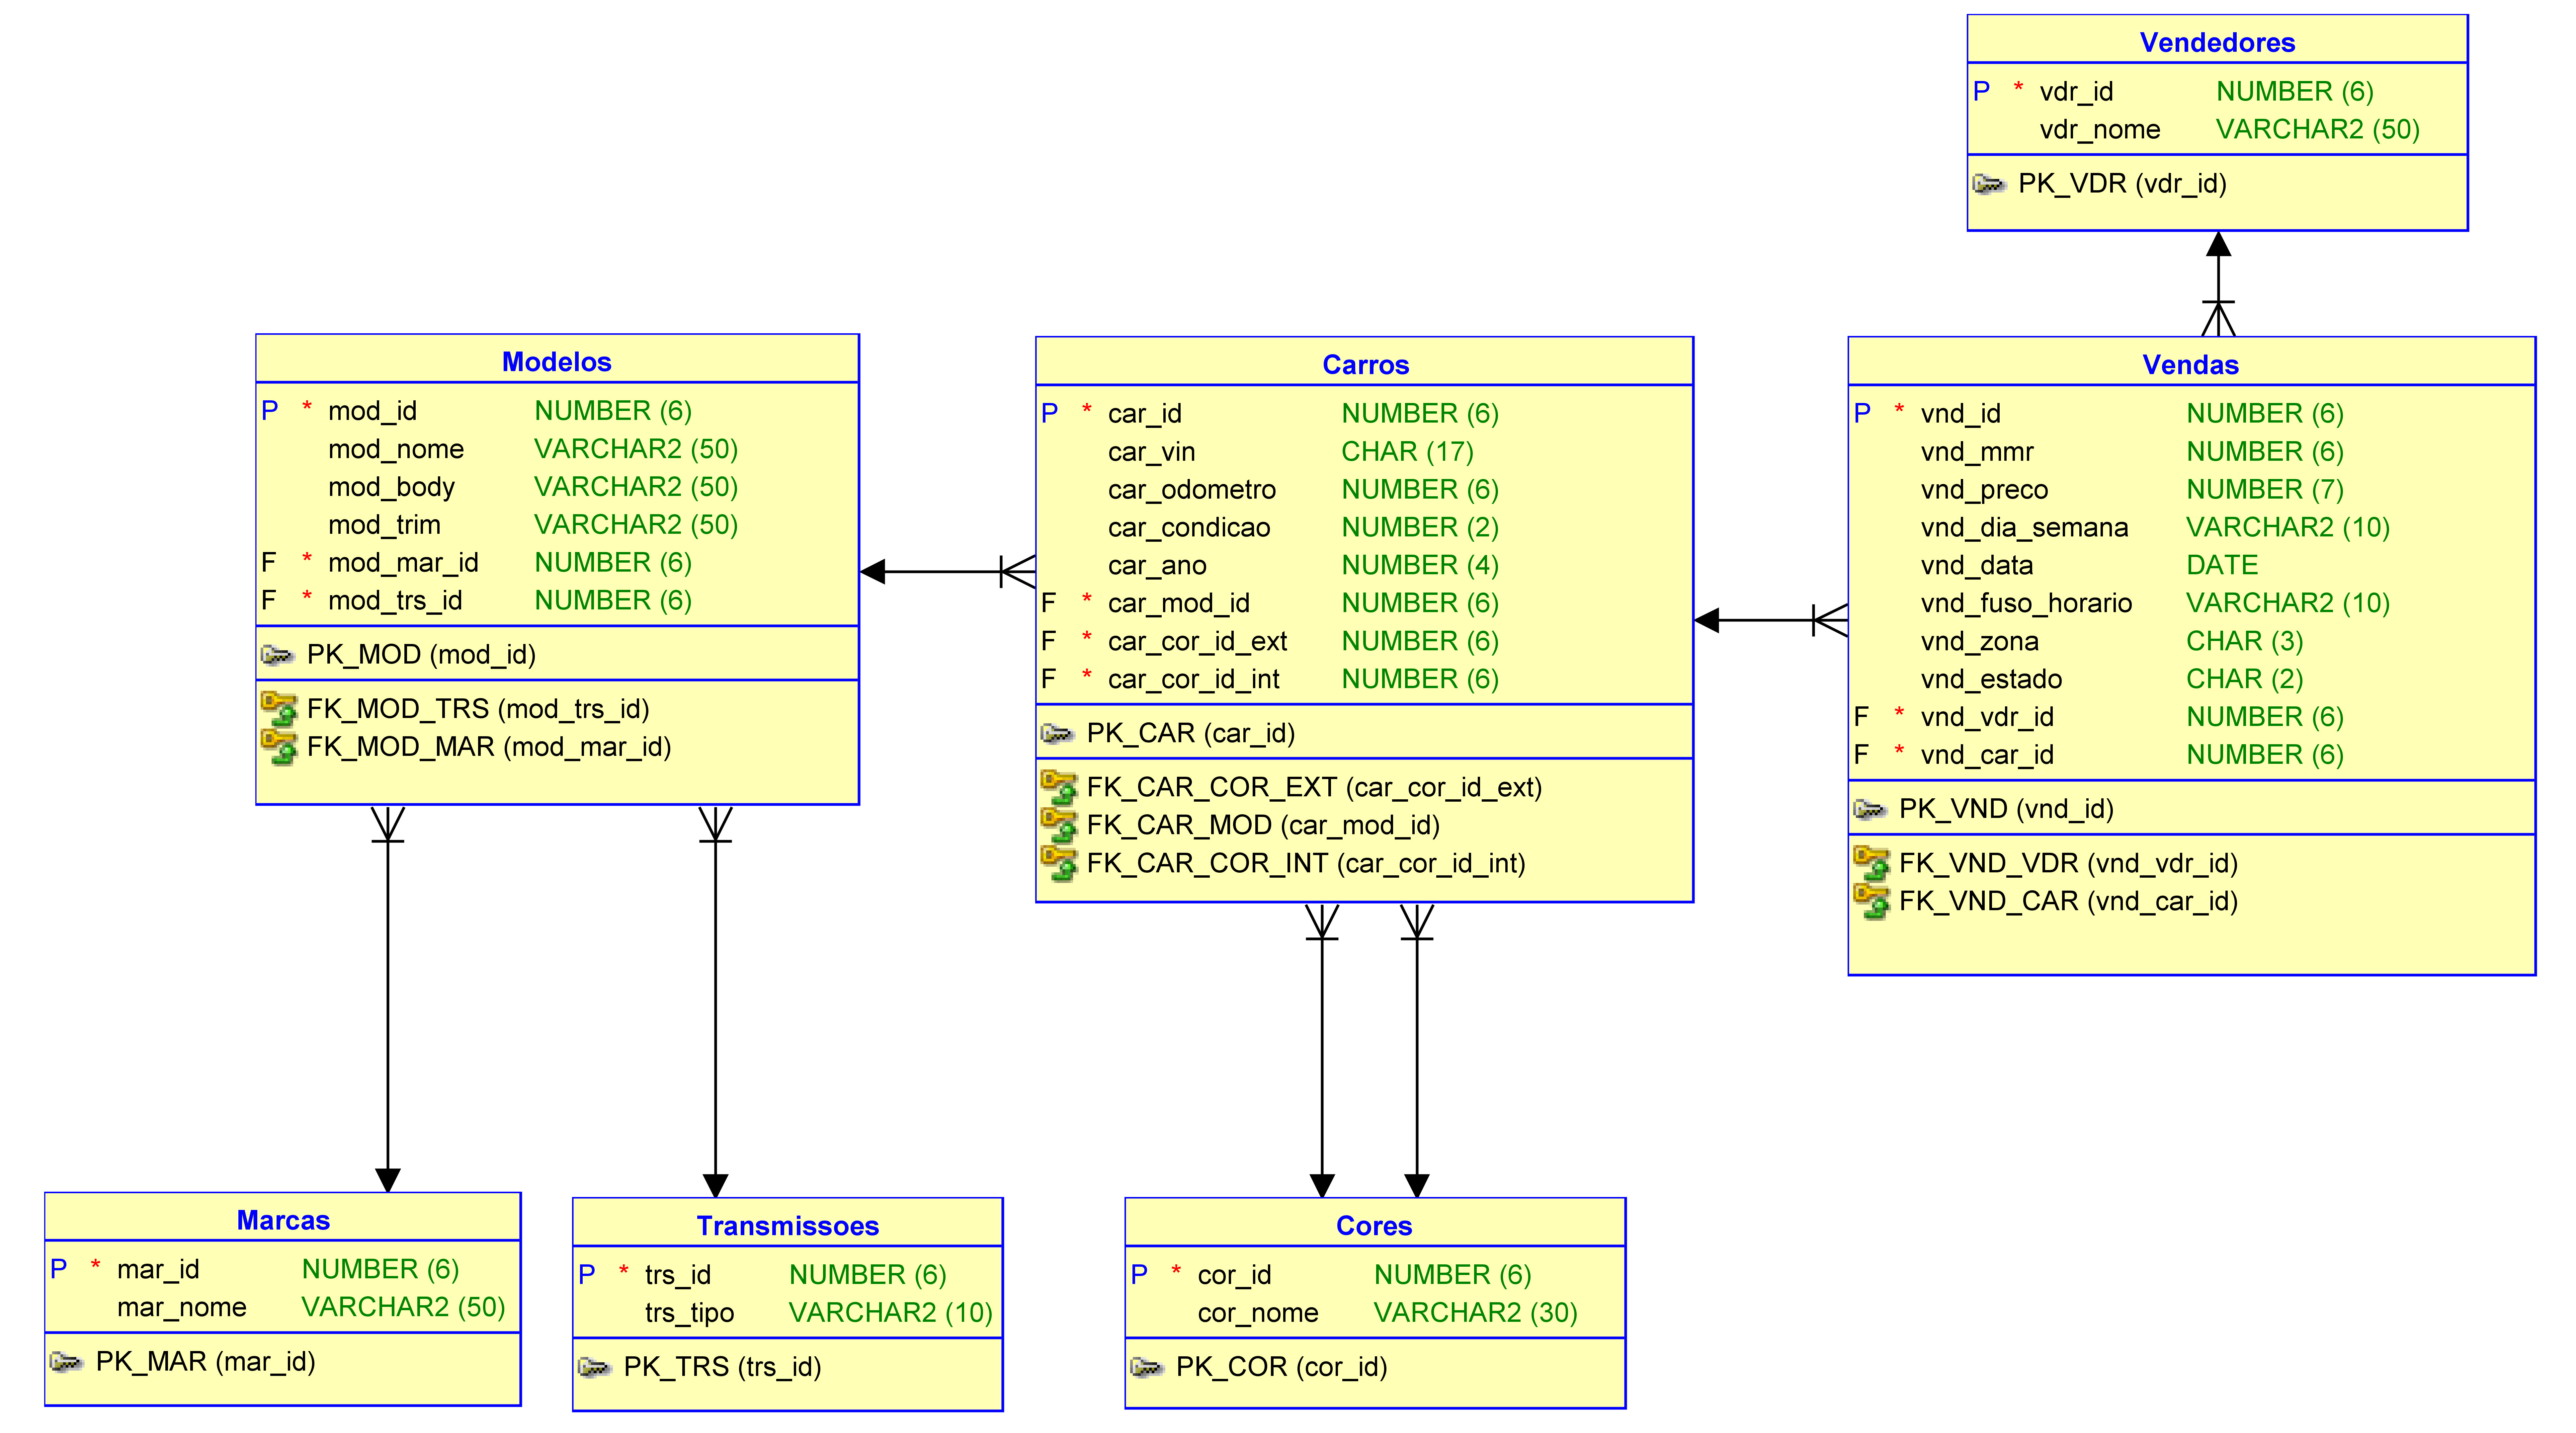 Vendedores
P * vdr_id NUMBER (6)
vdr_nome VARCHAR2 (50)
PK_VDR (vdr_id)
Modelos
P * mod_id NUMBER (6)
mod_nome VARCHAR2 (50)
mod_body VARCHAR2 (50)
mod_trim VARCHAR2 (50)
F * mod_mar_id NUMBER (6)
F * mod_trs_id NUMBER (6)
PK_MOD (mod_id)
FK_MOD_TRS (mod_trs_id)
FK_MOD_MAR (mod_mar_id)
Carros
P * car_id NUMBER (6)
car_vin CHAR (17)
car_odometro NUMBER (6)
car_condicao NUMBER (2)
car_ano NUMBER (4)
F * car_mod_id NUMBER (6)
F * car_cor_id_ext NUMBER (6)
F * car_cor_id_int NUMBER (6)
PK_CAR (car_id)
FK_CAR_COR_EXT (car_cor_id_ext)
FK_CAR_MOD (car_mod_id)
FK_CAR_COR_INT (car_cor_id_int)
Vendas
P * vnd_id NUMBER (6)
vnd_mmr NUMBER (6)
vnd_preco NUMBER (7)
vnd_dia_semana VARCHAR2 (10)
vnd_data DATE
vnd_fuso_horario VARCHAR2 (10)
vnd_zona CHAR (3)
vnd_estado CHAR (2)
F * vnd_vdr_id NUMBER (6)
F * vnd_car_id NUMBER (6)
PK_VND (vnd_id)
FK_VND_VDR (vnd_vdr_id)
FK_VND_CAR (vnd_car_id)
Marcas
P * mar_id NUMBER (6)
mar_nome VARCHAR2 (50)
PK_MAR (mar_id)
Transmissoes
P * trs_id NUMBER (6)
trs_tipo VARCHAR2 (10)
PK_TRS (trs_id)
Cores
P * cor_id NUMBER (6)
cor_nome VARCHAR2 (30)
PK_COR (cor_id)